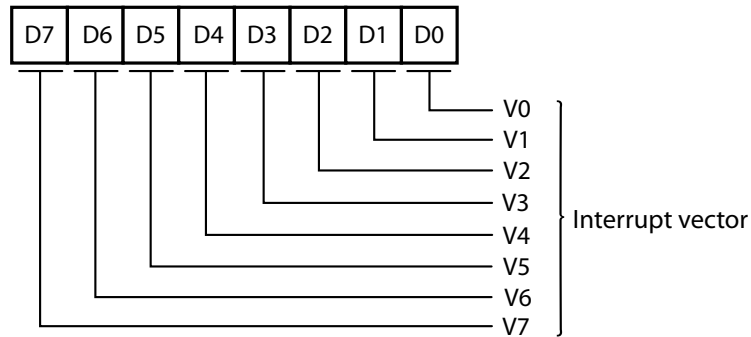 D7 D6 D5 D4 D3 D2 D1 D0
V0
V1
V2
V3
Interrupt vector
V4
V5
V6
V7